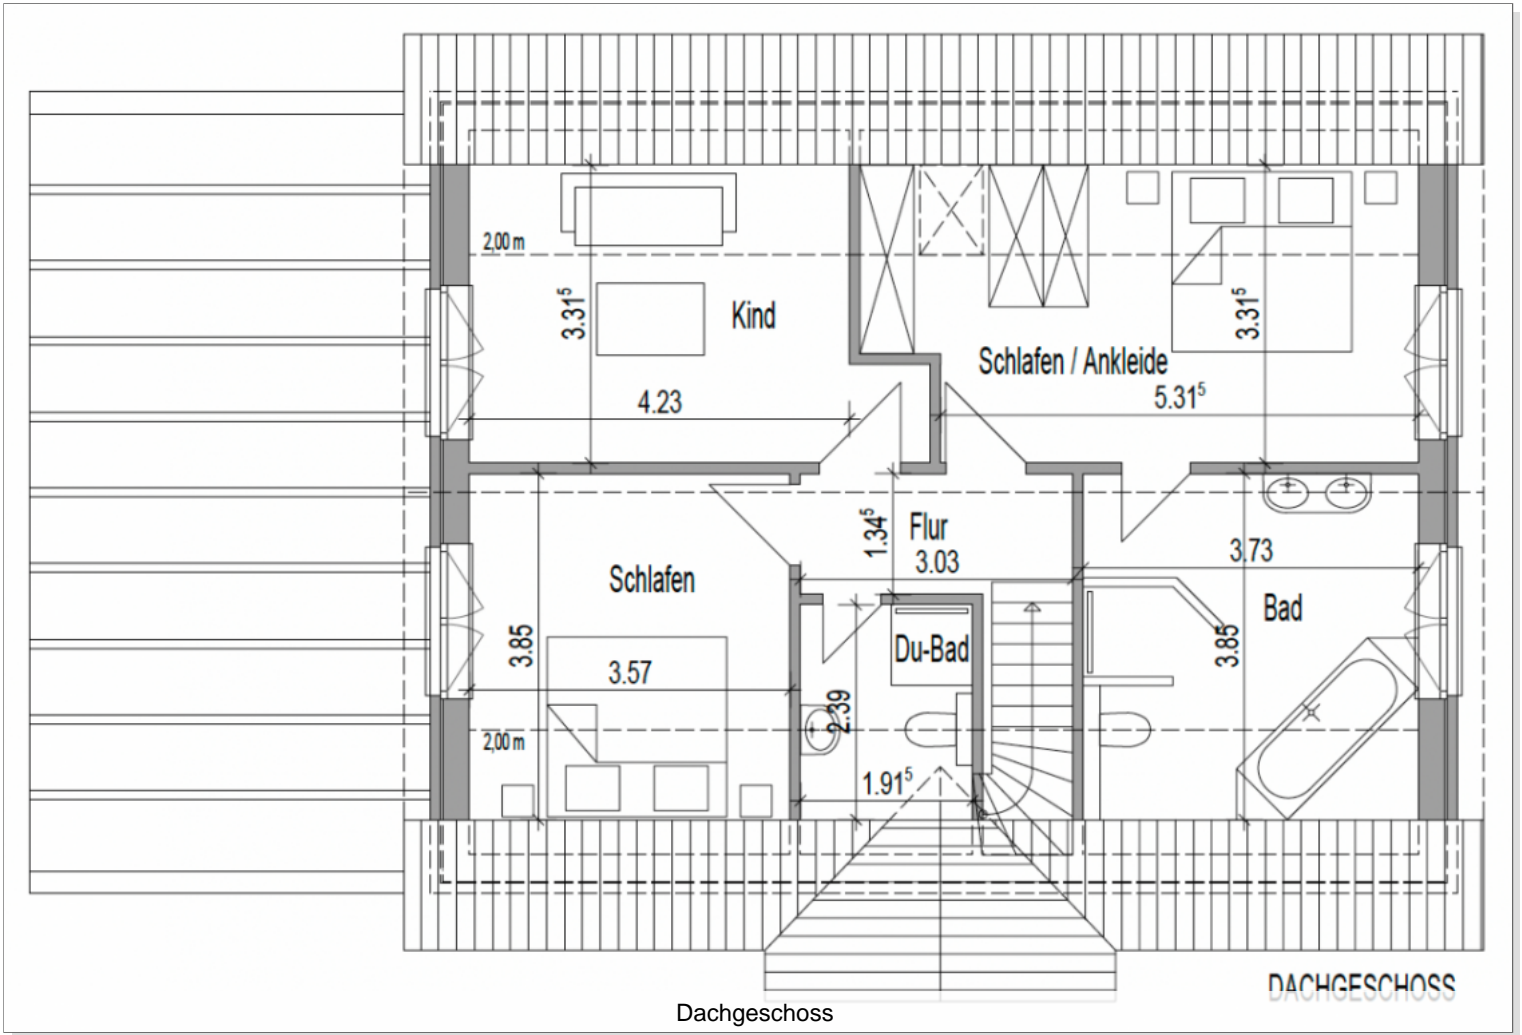 2,00 m
3.31⁵
Kind
4.23
3.31⁵
Schlafen / Ankleide
5.31⁵
1.34⁵
Flur
3.03
3.73
Schlafen
Bad
3.85
3.57
Du-Bad
3.85
2.39
2,00 m
1.91⁵
DACHGESCHOSS
Dachgeschoss